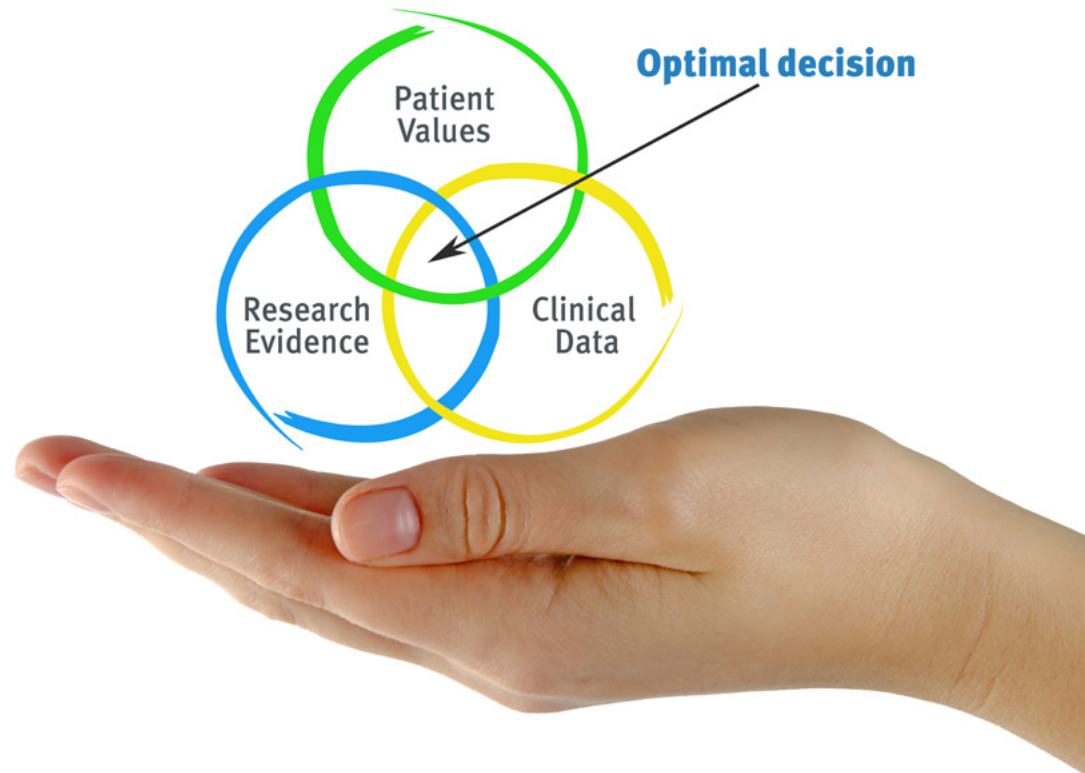 Optimal decision
Patient
Values
Research
Evidence
Clinical
Data